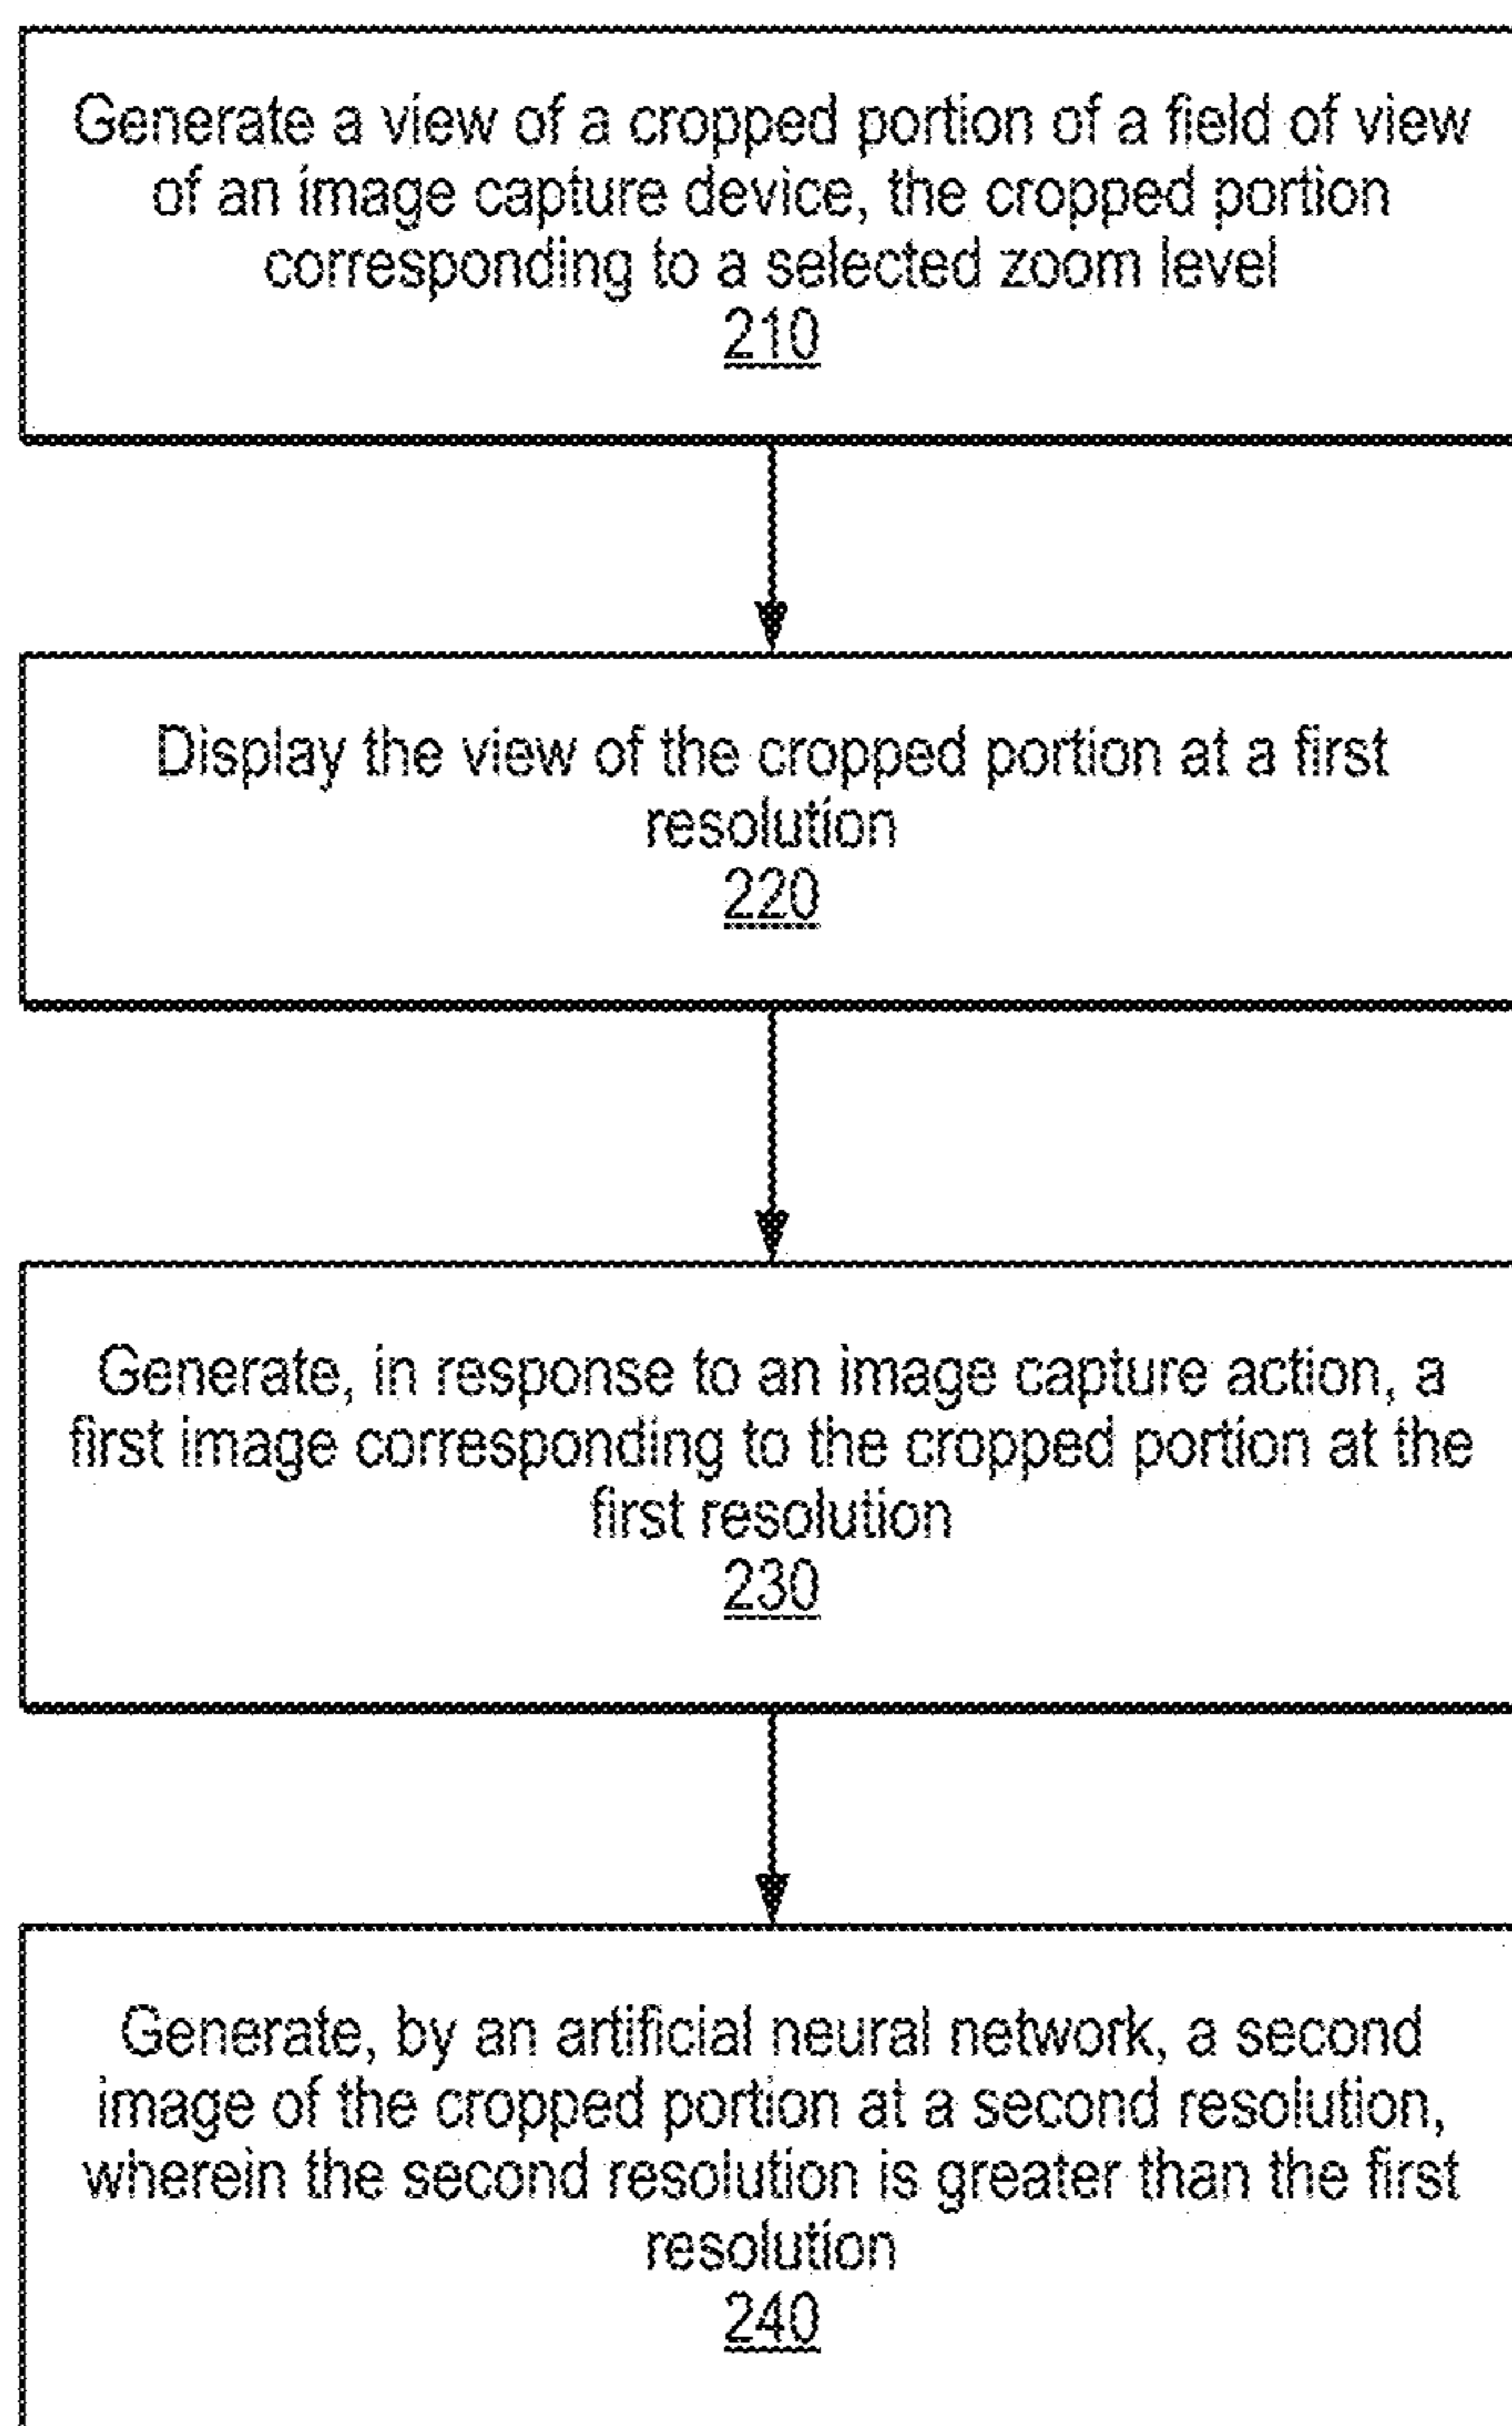 Generate a view of a cropped portion of a field of view
of an image capture device, the cropped portion
corresponding to a selected zoom level
210
Display the view of the cropped portion at a first
resolution
220
Generate, in response to an image capture action, a
first image corresponding to the cropped portion at the
first resolution
230
Generate, by an artificial neural network, a second
image of the cropped portion at a second resolution,
wherein the second resolution is greater than the first
resolution
240